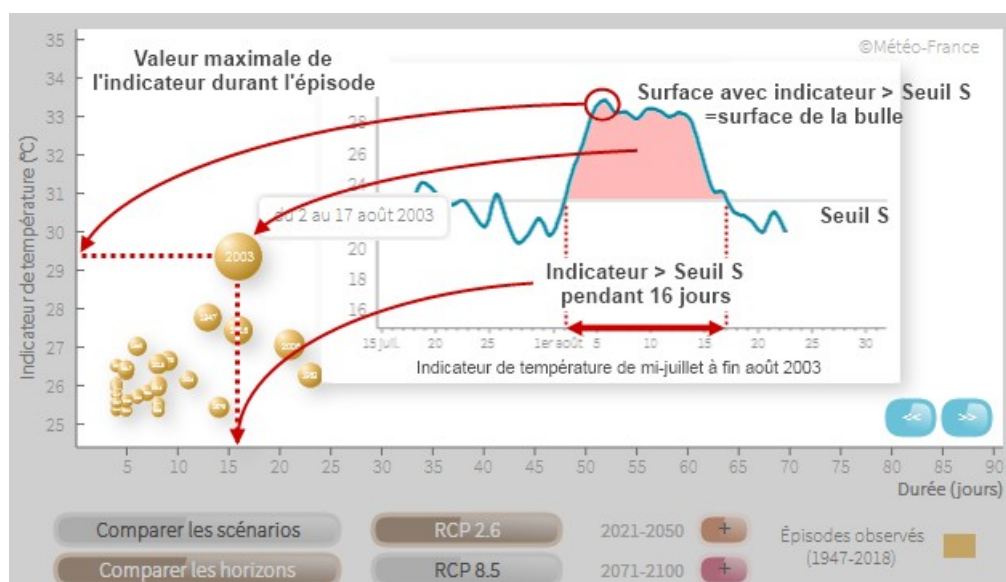 35
34
33
32
31
30
29
28
27
26
25
Indicateur de température (°C)
Valeur maximale de
l'indicateur durant l'épisode
©Météo-France
Surface avec indicateur > Seuil S
=surface de la bulle
28
26
24
20
18
16
du 2 au 17 août 2003
Seuil S
Indicateur > Seuil S
pendant 16 jours
15 juil. 20 25 1er août 5 10 15 20 25 30
Indicateur de température de mi-juillet à fin août 2003
2003
1947
<< >>
5 10 15 20 25 30 35 40 45 50 55 60 65 70 75 80 85 90
Durée (jours)
Comparer les scénarios RCP 2.6 2021-2050 + Épisodes observés
(1947-2018)
Comparer les horizons RCP 8.5 2071-2100 +